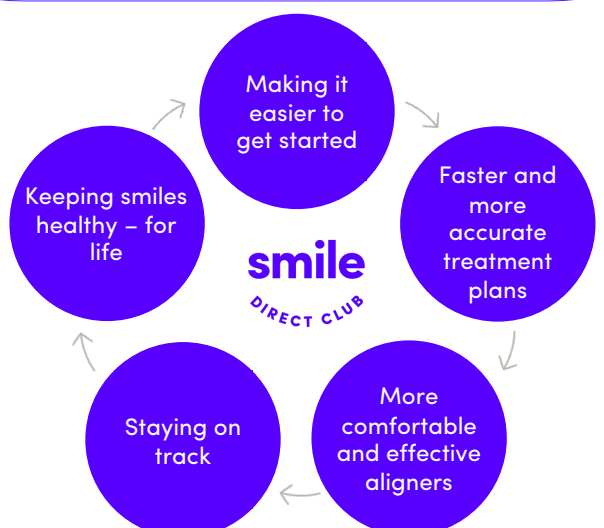 Making it
easier to
get started
Faster and
more
accurate
treatment
plans
More
comfortable
and effective
aligners
Staying on
track
Keeping smiles
healthy – for
life
smile
DIRECT CLUB